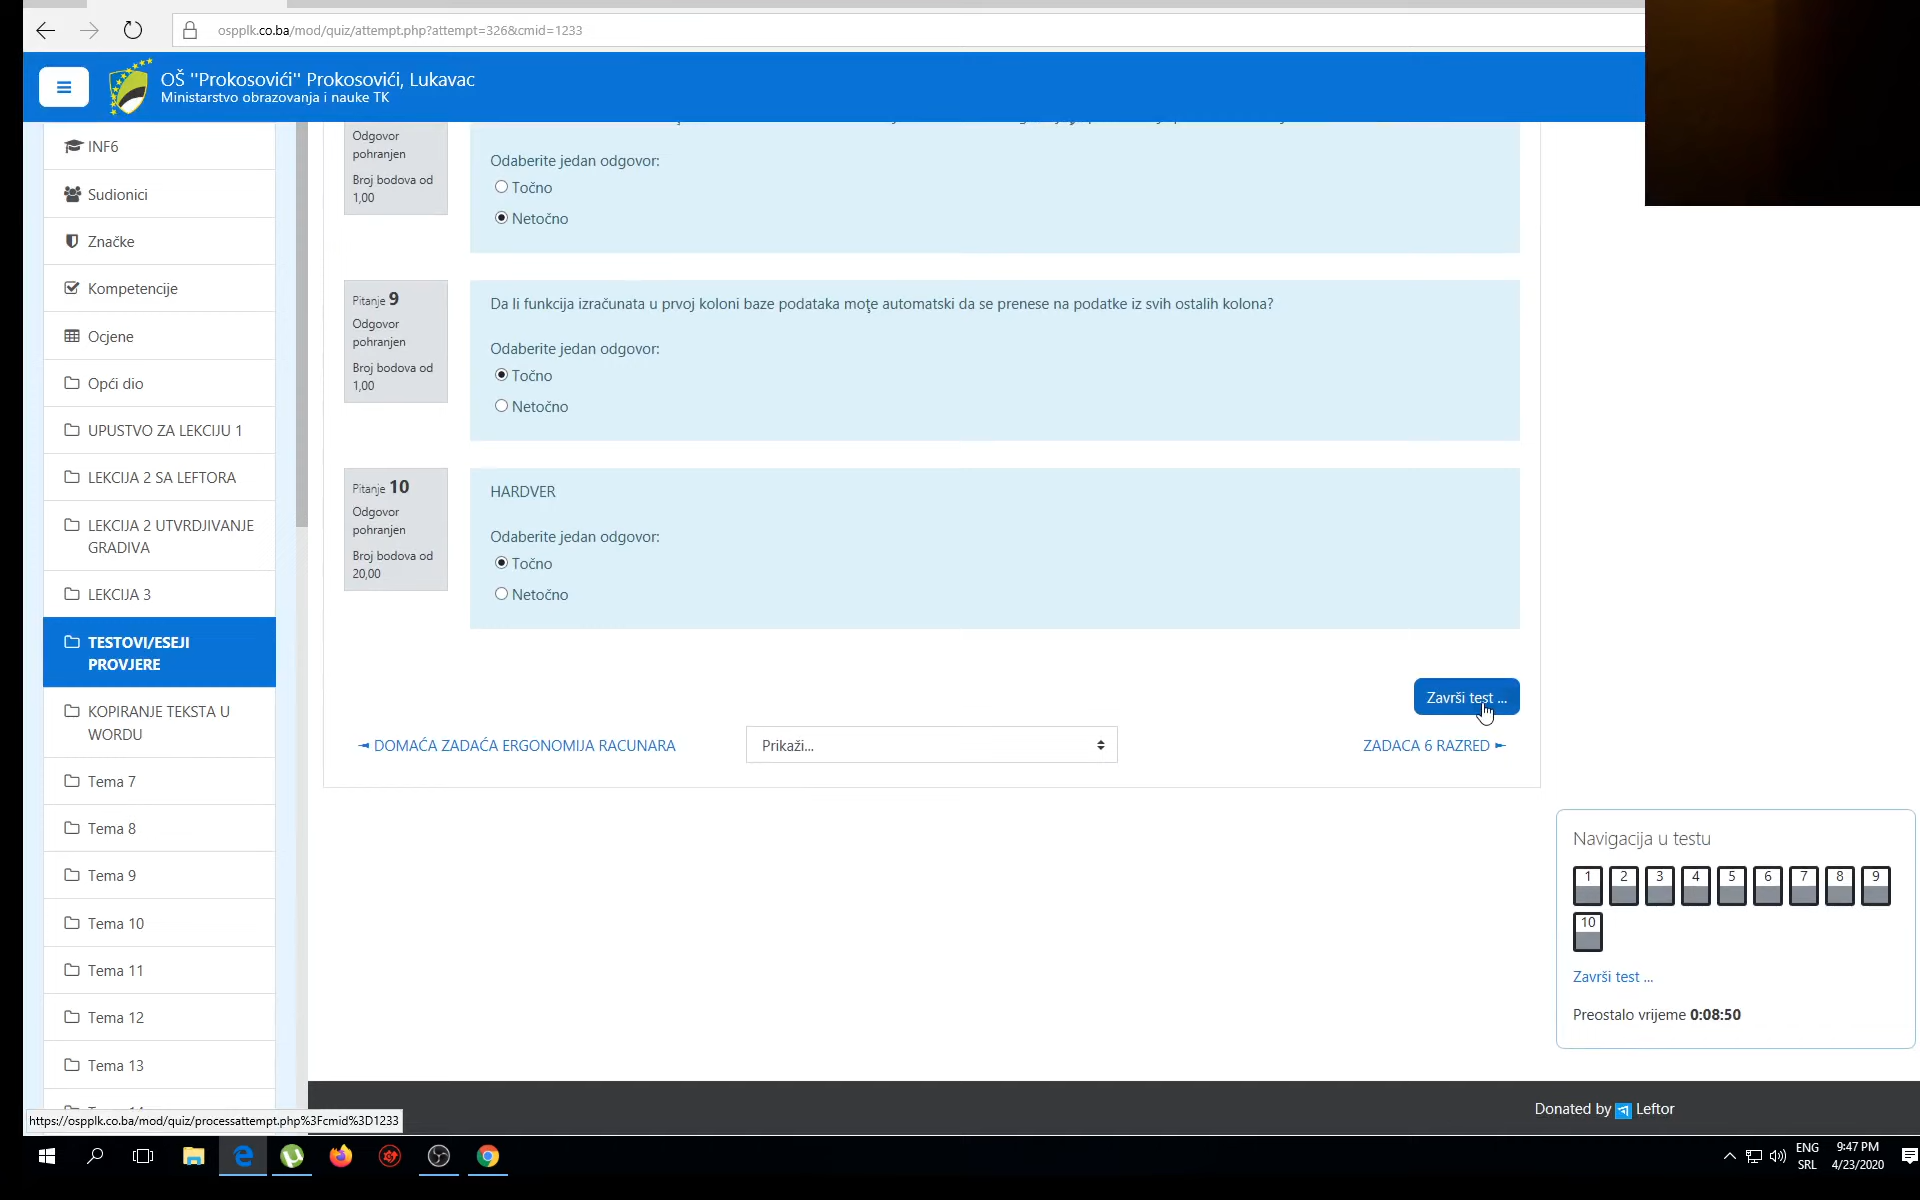 ospplk.co.ba/mod/quiz/attempt.php?attempt=326&cmid=1233
OŠ "Prokosovići" Prokosovići, Lukavac
Ministarstvo obrazovanja i nauke TK
INF6
Sudionici
Značke
Kompetencije
Ocjene
Opći dio
UPUSTVO ZA LEKCIJU 1
LEKCIJA 2 SA LEFTORA
LEKCIJA 2 UTVRDJIVANJE
GRADIVA
LEKCIJA 3
TESTOVI/ESEJI
PROVJERE
KOPIRANJE TEKSTA U
WORDU
Tema 7
Tema 8
Tema 9
Tema 10
Tema 11
Tema 12
Tema 13
Odgovor
pohranjen
Broj bodova od
1,00
Odaberite jedan odgovor:
Točno
Netočno
Pitanje 9
Odgovor
pohranjen
Broj bodova od
1,00
Da li funkcija izračunata u prvoj koloni baze podataka moţe automatski da se prenese na podatke iz svih ostalih kolona?
Odaberite jedan odgovor:
Točno
Netočno
Pitanje 10
Odgovor
pohranjen
Broj bodova od
20,00
HARDVER
Odaberite jedan odgovor:
Točno
Netočno
Završi test ...
◄ DOMAĆA ZADAĆA ERGONOMIJA RACUNARA
Prikaži...
ZADACA 6 RAZRED ►
Navigacija u testu
1 2 3 4 5 6 7 8 9
10
Završi test ...
Preostalo vrijeme 0:08:50
Donated by Leftor
https://ospplk.co.ba/mod/quiz/processattempt.php%3Fcmid%3D1233
ENG
SRL
9:47 PM
4/23/2020